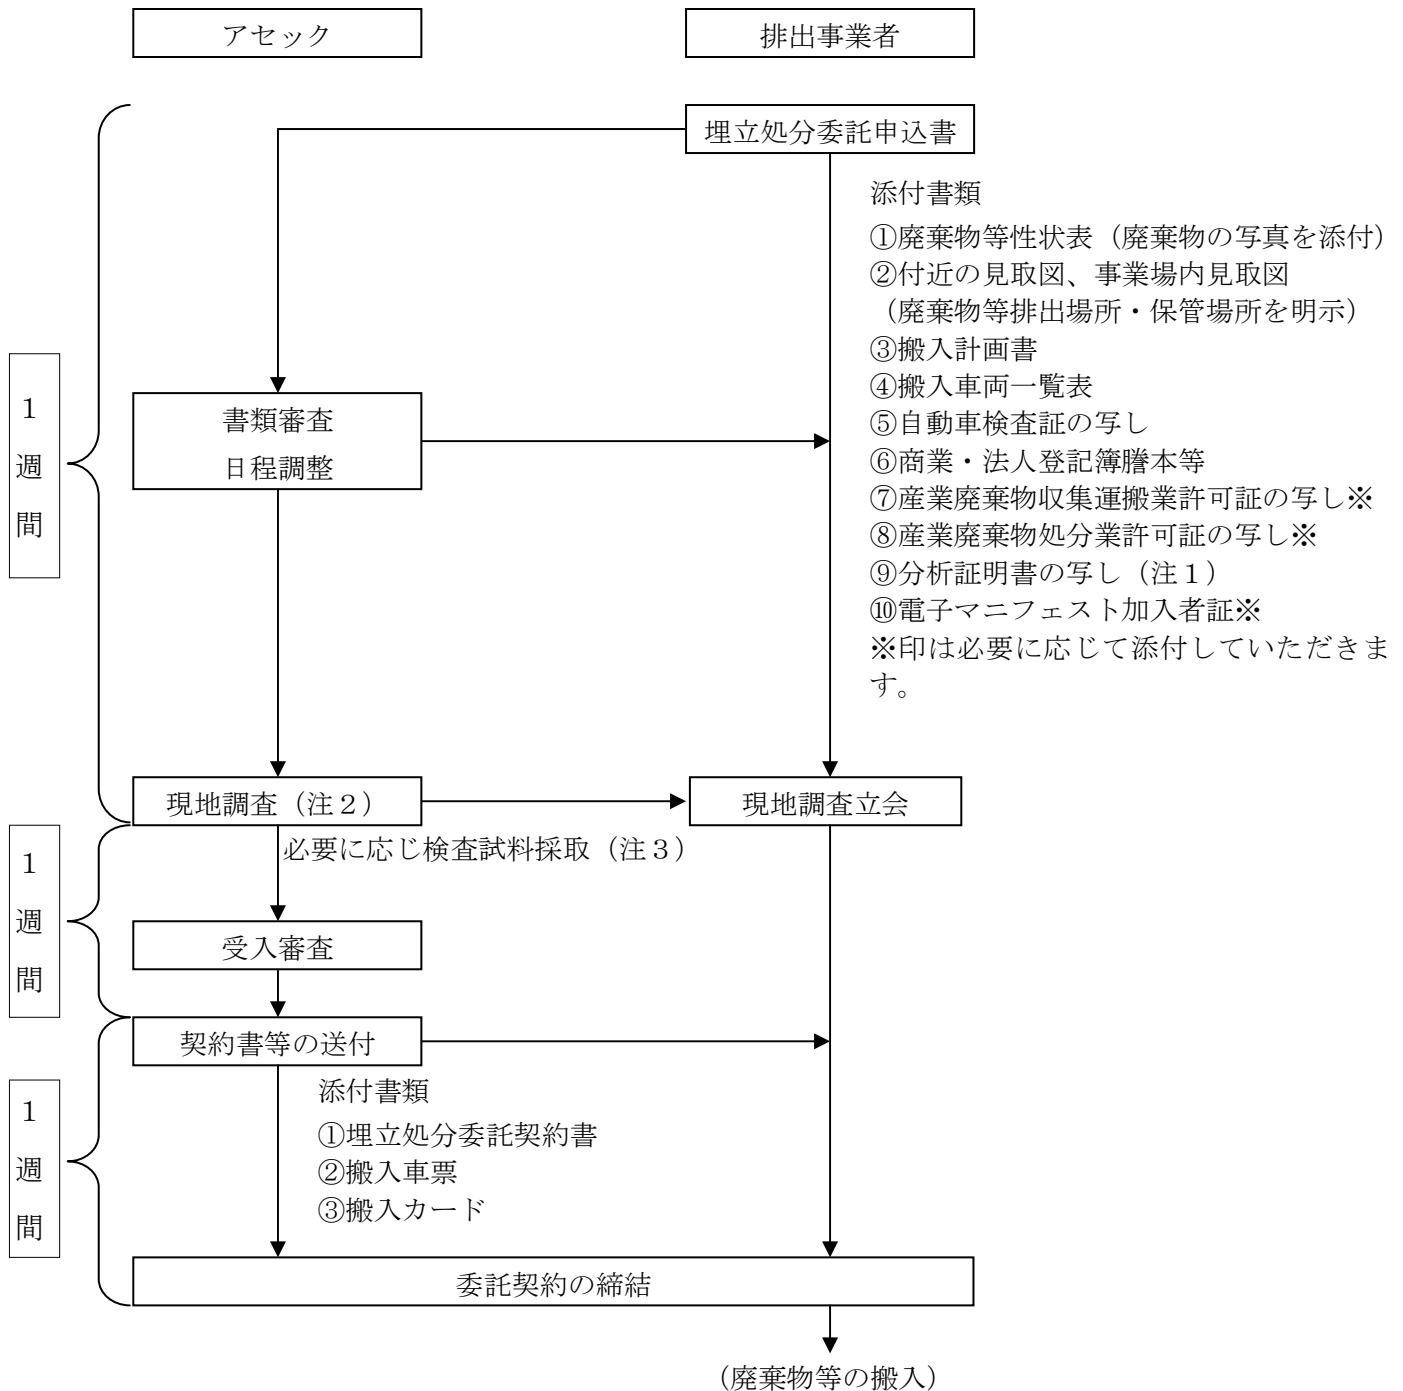 アセック
排出事業者
埋立処分委託申込書
添付書類
①廃棄物等性状表（廃棄物の写真を添付）
②付近の見取図、事業場内見取図
（廃棄物等排出場所・保管場所を明示）
③搬入計画書
④搬入車両一覧表
⑤自動車検査証の写し
⑥商業・法人登記簿謄本等
⑦産業廃棄物収集運搬業許可証の写し※
⑧産業廃棄物処分業許可証の写し※
⑨分析証明書の写し（注１）
⑩電子マニフェスト加入者証※
※印は必要に応じて添付していただきま
す。
１週間
書類審査
日程調整
現地調査（注２）
現地調査立会
必要に応じ検査試料採取（注３）
１週間
受入審査
契約書等の送付
添付書類
①埋立処分委託契約書
②搬入車票
③搬入カード
１週間
委託契約の締結
（廃棄物等の搬入）